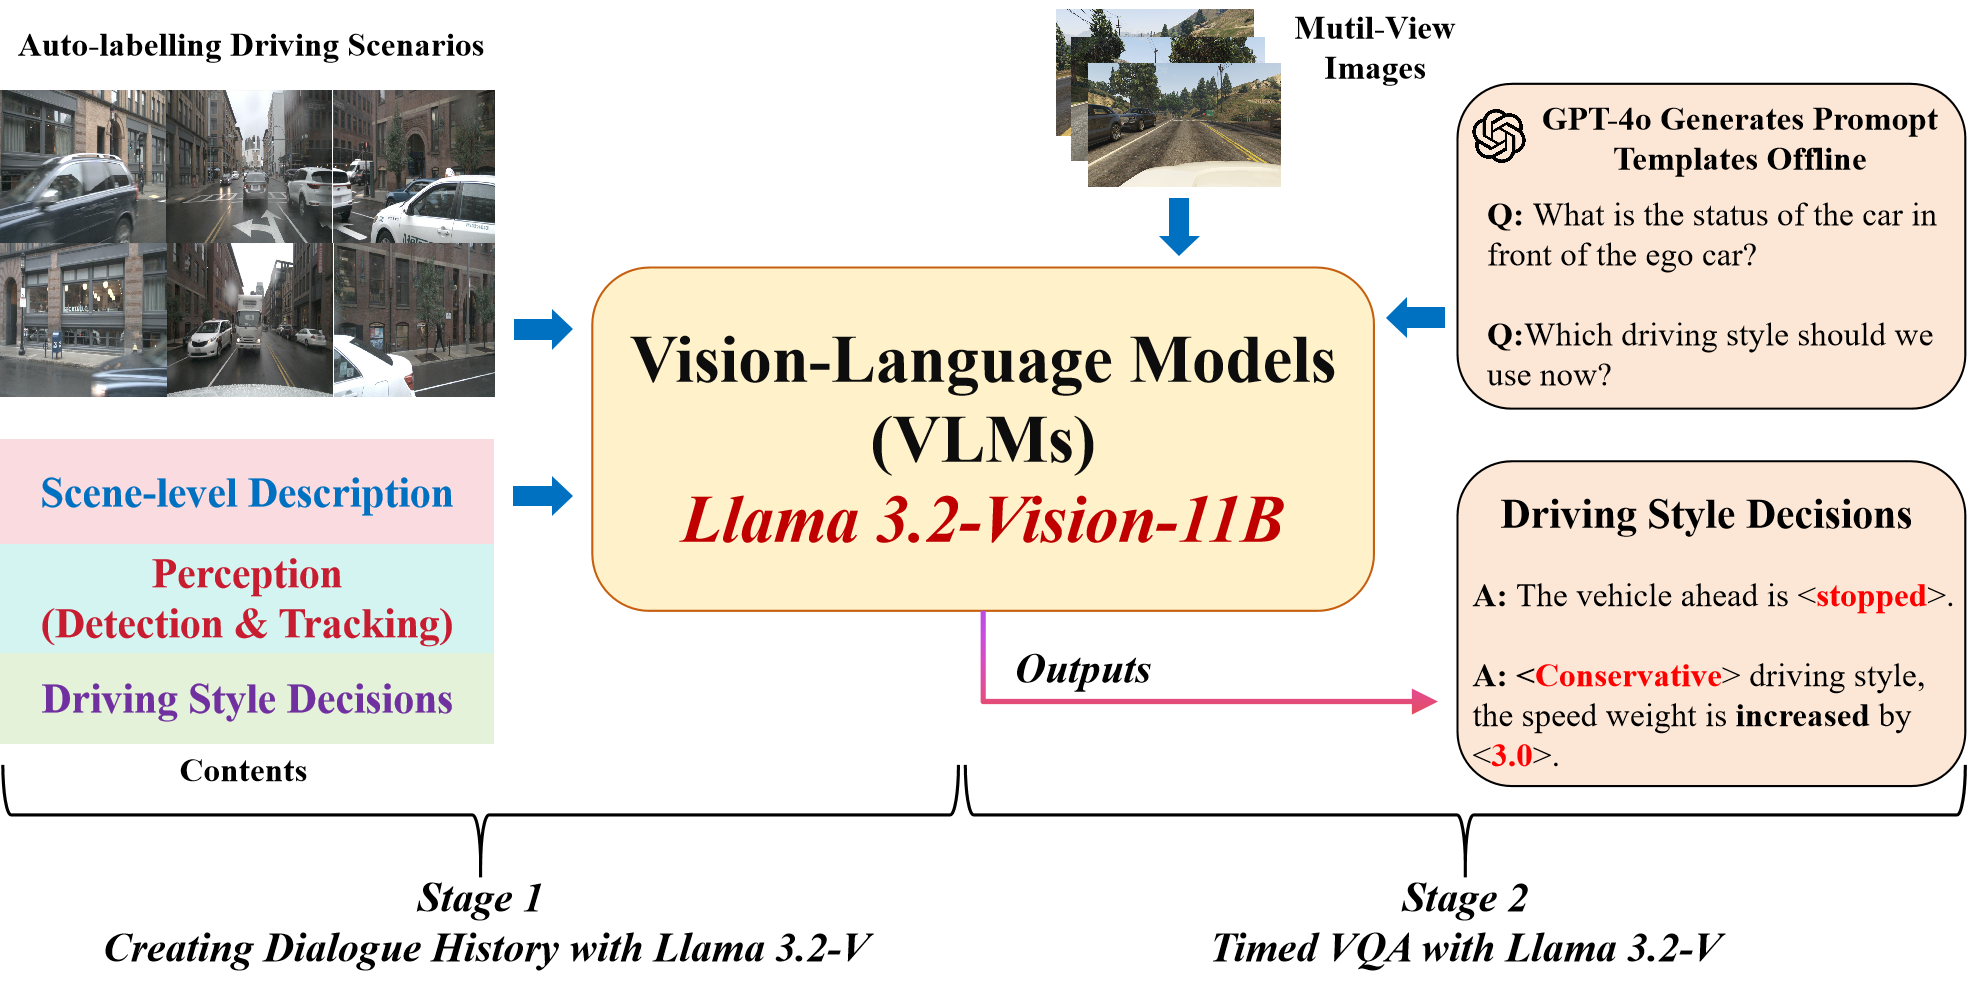 Auto-labelling Driving Scenarios
Mutil-View
Images
GPT-4o Generates Promopt
Templates Offline
Q: What is the status of the car in
front of the ego car?
Q:Which driving style should we
use now?
Vision-Language Models
(VLMs)
Llama 3.2-Vision-11B
Scene-level Description
Perception
(Detection & Tracking)
Driving Style Decisions
Contents
Outputs
Driving Style Decisions
A: The vehicle ahead is <stopped>.
A: <Conservative> driving style,
the speed weight is increased by
<3.0>.
Stage 1
Creating Dialogue History with Llama 3.2-V
Stage 2
Timed VQA with Llama 3.2-V